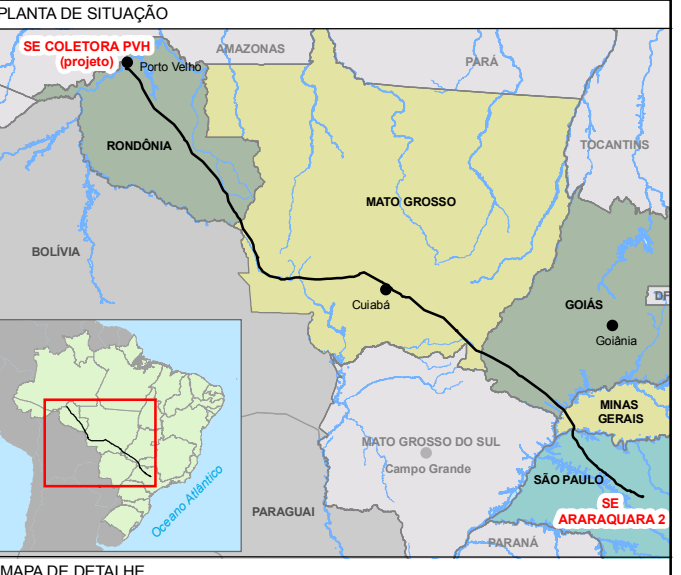 PLANTA DE SITUAÇÃO
SE COLETORA PVH
(projeto)
Porto Velho
AMAZONAS
PARÁ
TOCANTINS
RONDÔNIA
MATO GROSSO
BOLÍVIA
Cuiabá
GOIÁS
DF
Goiânia
MINAS
GERAIS
MATO GROSSO DO SUL
Campo Grande
SÃO PAULO
SE
ARARAQUARA 2
PARAGUAI
PARANÁ
Oceano Atlântico
MAPA DE DETALHE